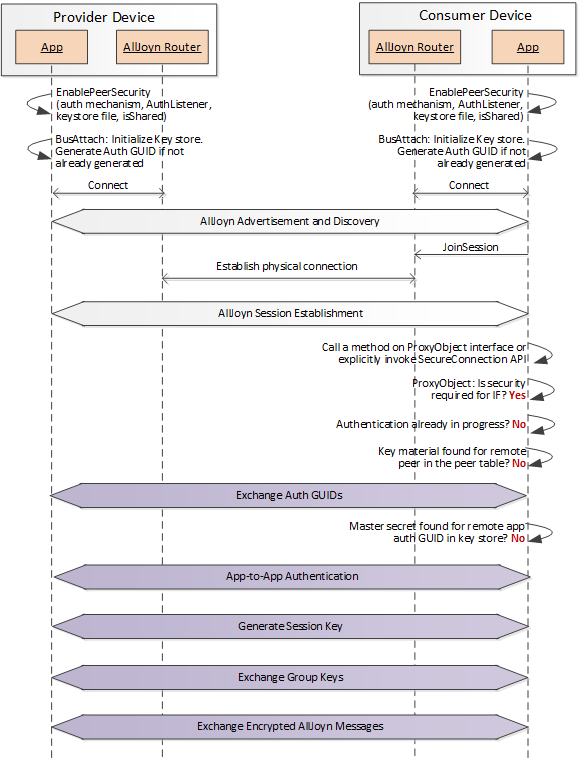 Provider Device
Consumer Device
App
AllJoyn Router
AllJoyn Router
App
EnablePeerSecurity
(auth mechanism, AuthListener,
keystore file, isShared)
EnablePeerSecurity
(auth mechanism, AuthListener,
keystore file, isShared)
BusAttach: Initialize Key store.
Generate Auth GUID if not
already generated
BusAttach: Initialize Key store.
Generate Auth GUID if not
already generated
Connect
Connect
AllJoyn Advertisement and Discovery
JoinSession
Establish physical connection
AllJoyn Session Establishment
Call a method on ProxyObject interface or
explicitly invoke SecureConnection API
ProxyObject: Is security
required for IF? Yes
Authentication already in progress? No
Key material found for remote
peer in the peer table? No
Exchange Auth GUIDs
Master secret found for remote app
auth GUID in key store? No
App-to-App Authentication
Generate Session Key
Exchange Group Keys
Exchange Encrypted AllJoyn Messages